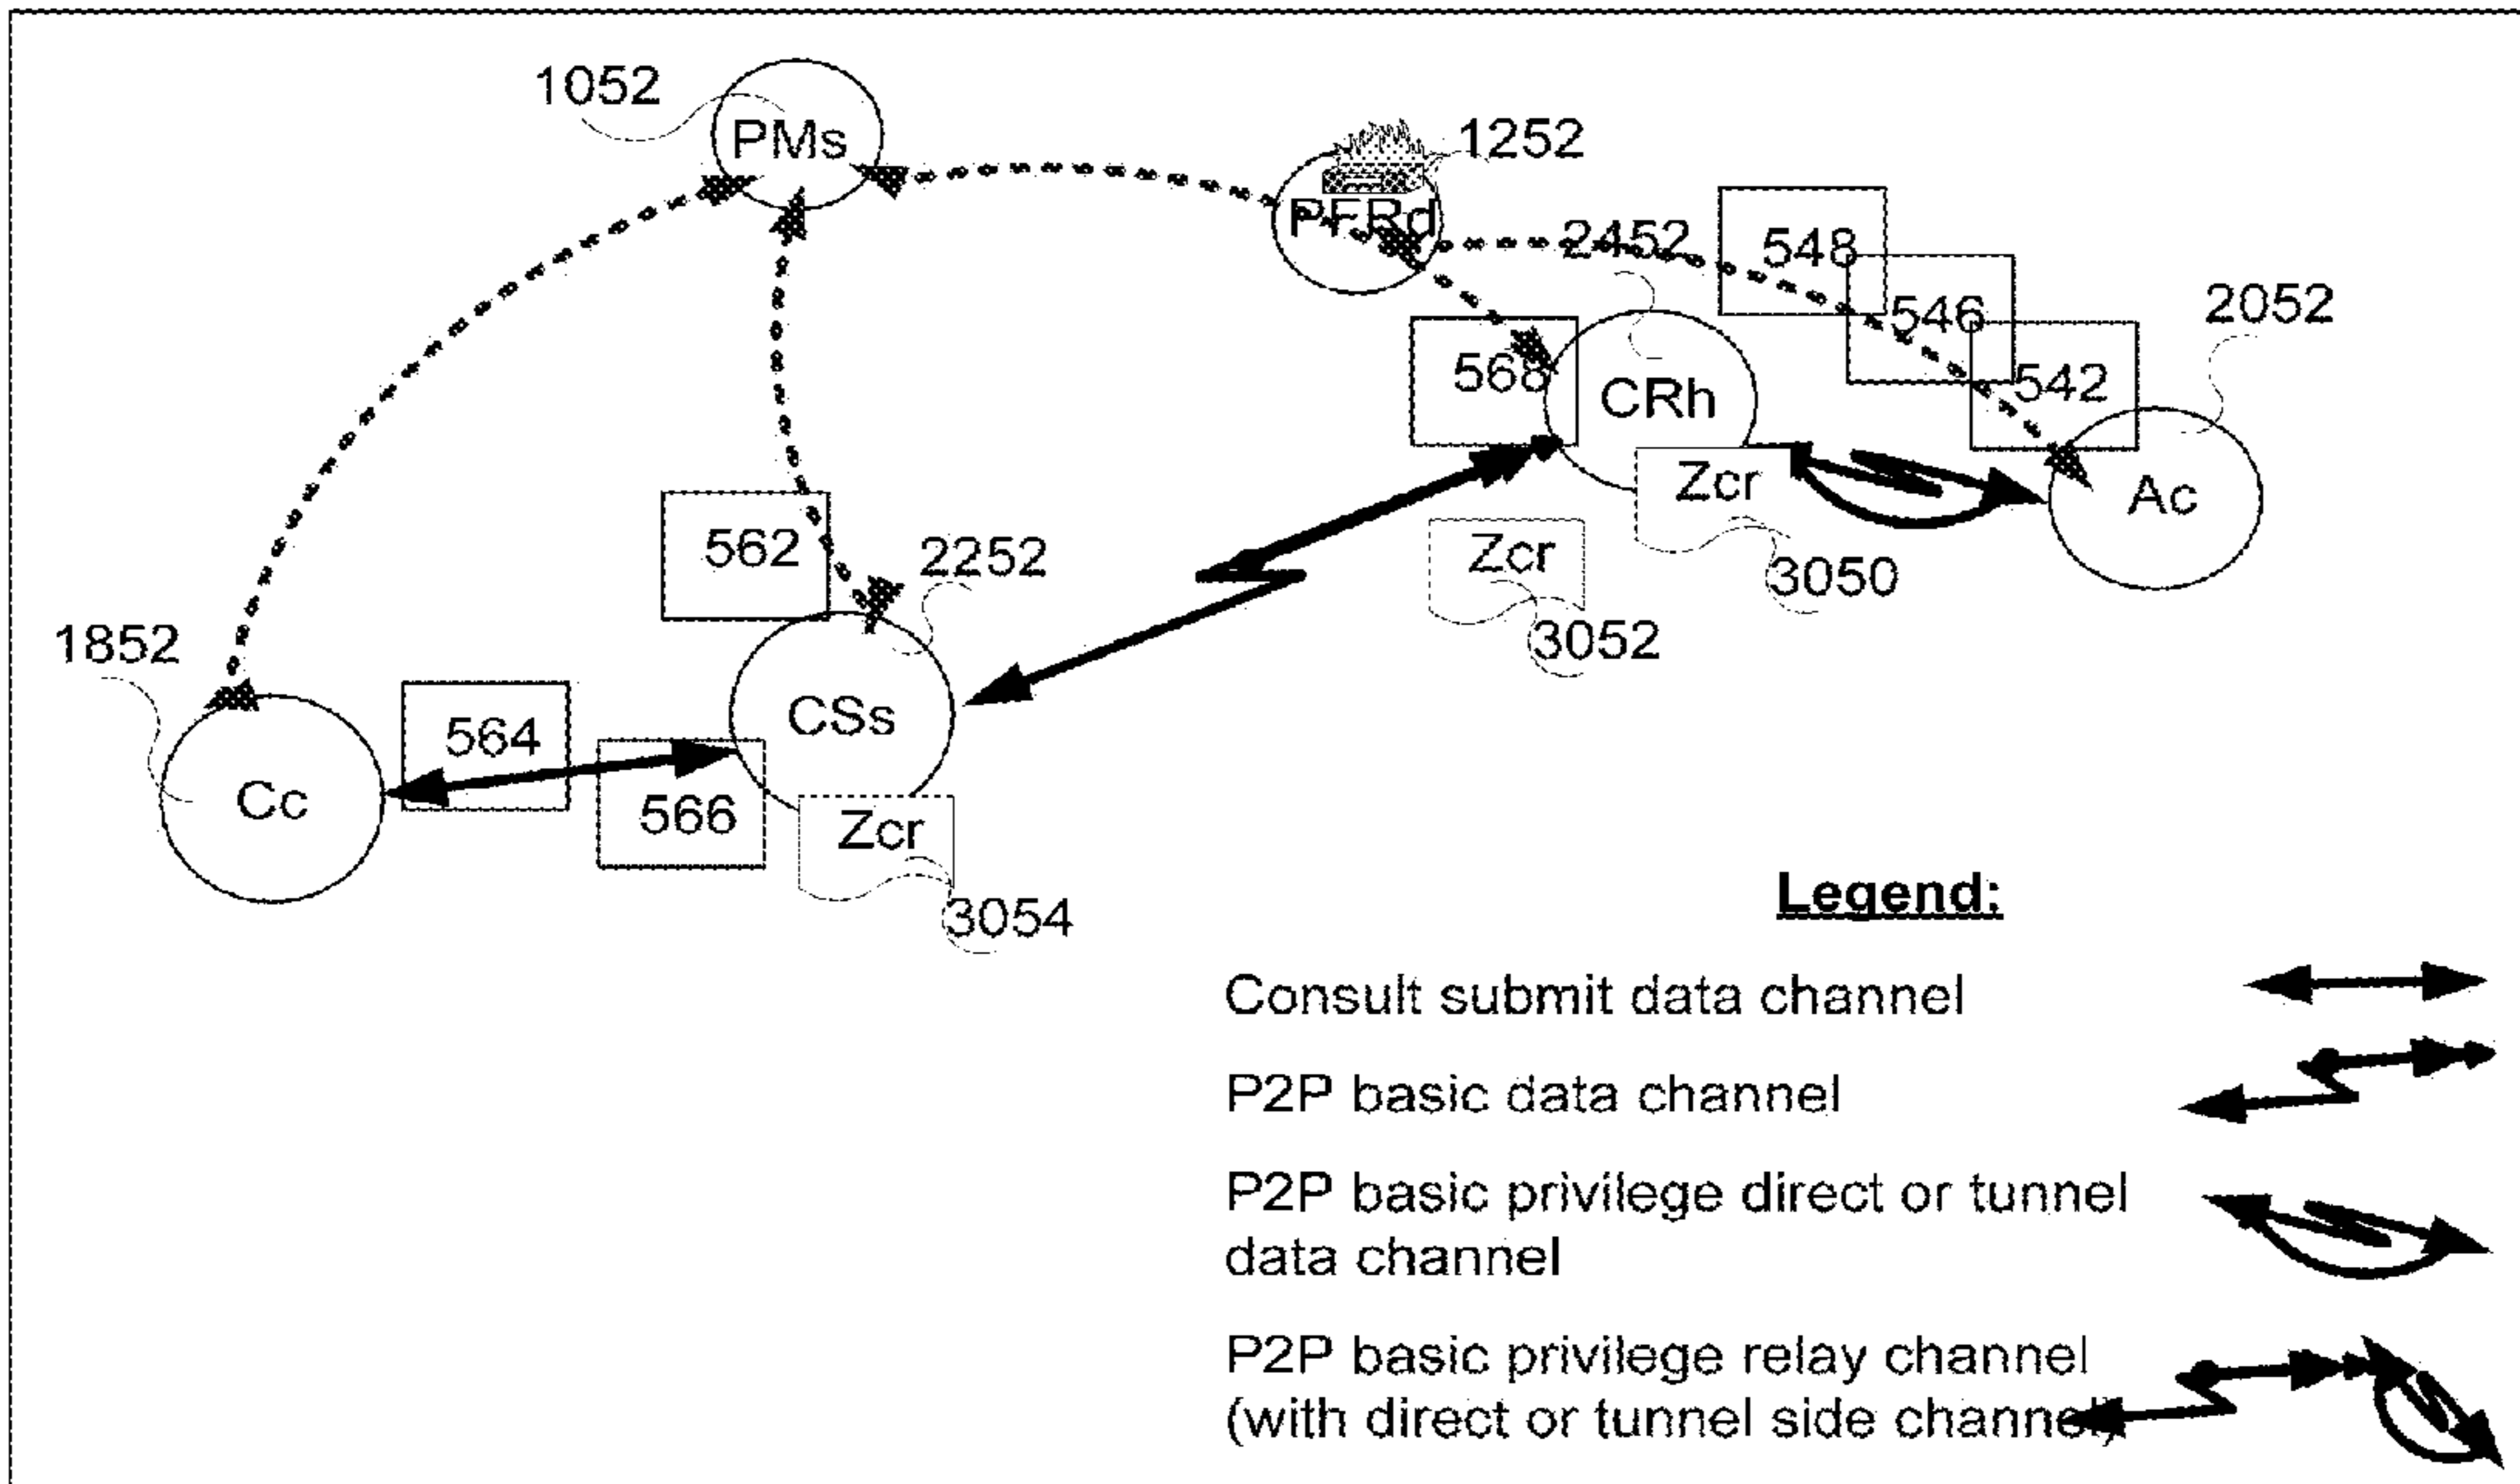 1052
PMs
1252
PFRd
2452
548
546
2052
542
568
CRh
Zcr
Ac
562
2252
Zcr
3050
3052
1852
CSs
564
Cc
566
Zcr
3054
Legend:
Consult submit data channel
P2P basic data channel
P2P basic privilege direct or tunnel
data channel
P2P basic privilege relay channel
(with direct or tunnel side channel)